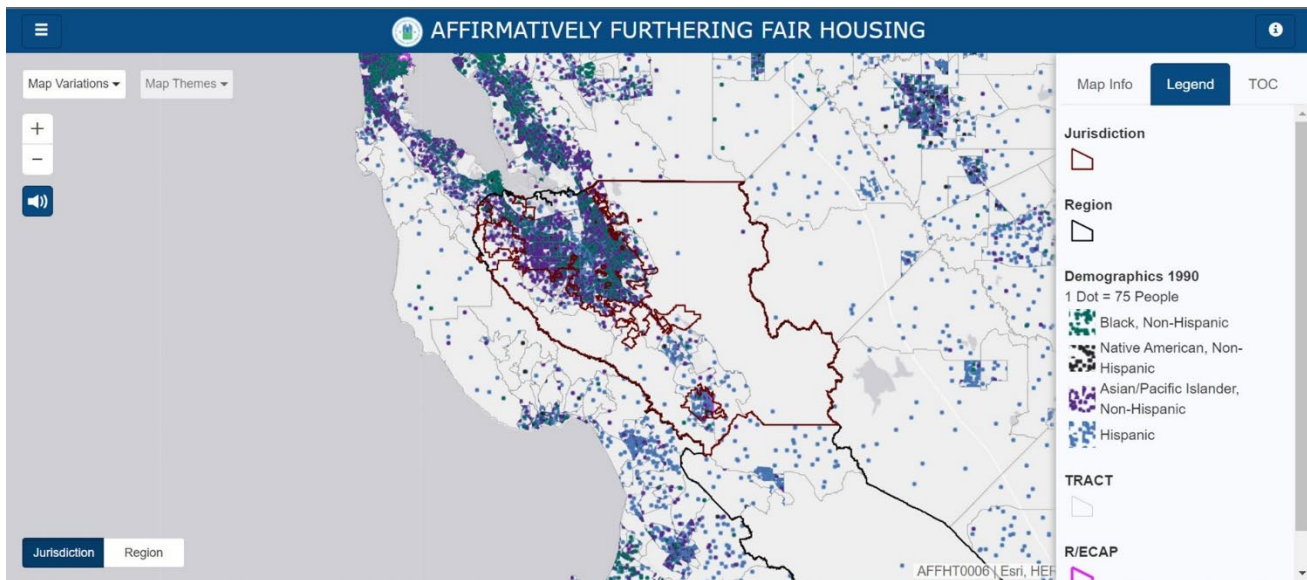 AFFIRMATIVELY FURTHERING FAIR HOUSING
Map Variations
Map Themes
+
−
Jurisdiction
Region
Map Info
Legend
TOC
Jurisdiction
Region
Demographics 1990
1 Dot = 75 People
Black, Non-Hispanic
Native American, Non-
Hispanic
Asian/Pacific Islander,
Non-Hispanic
Hispanic
TRACT
R/ECAP
AFFHT0006 | Esri, HEF